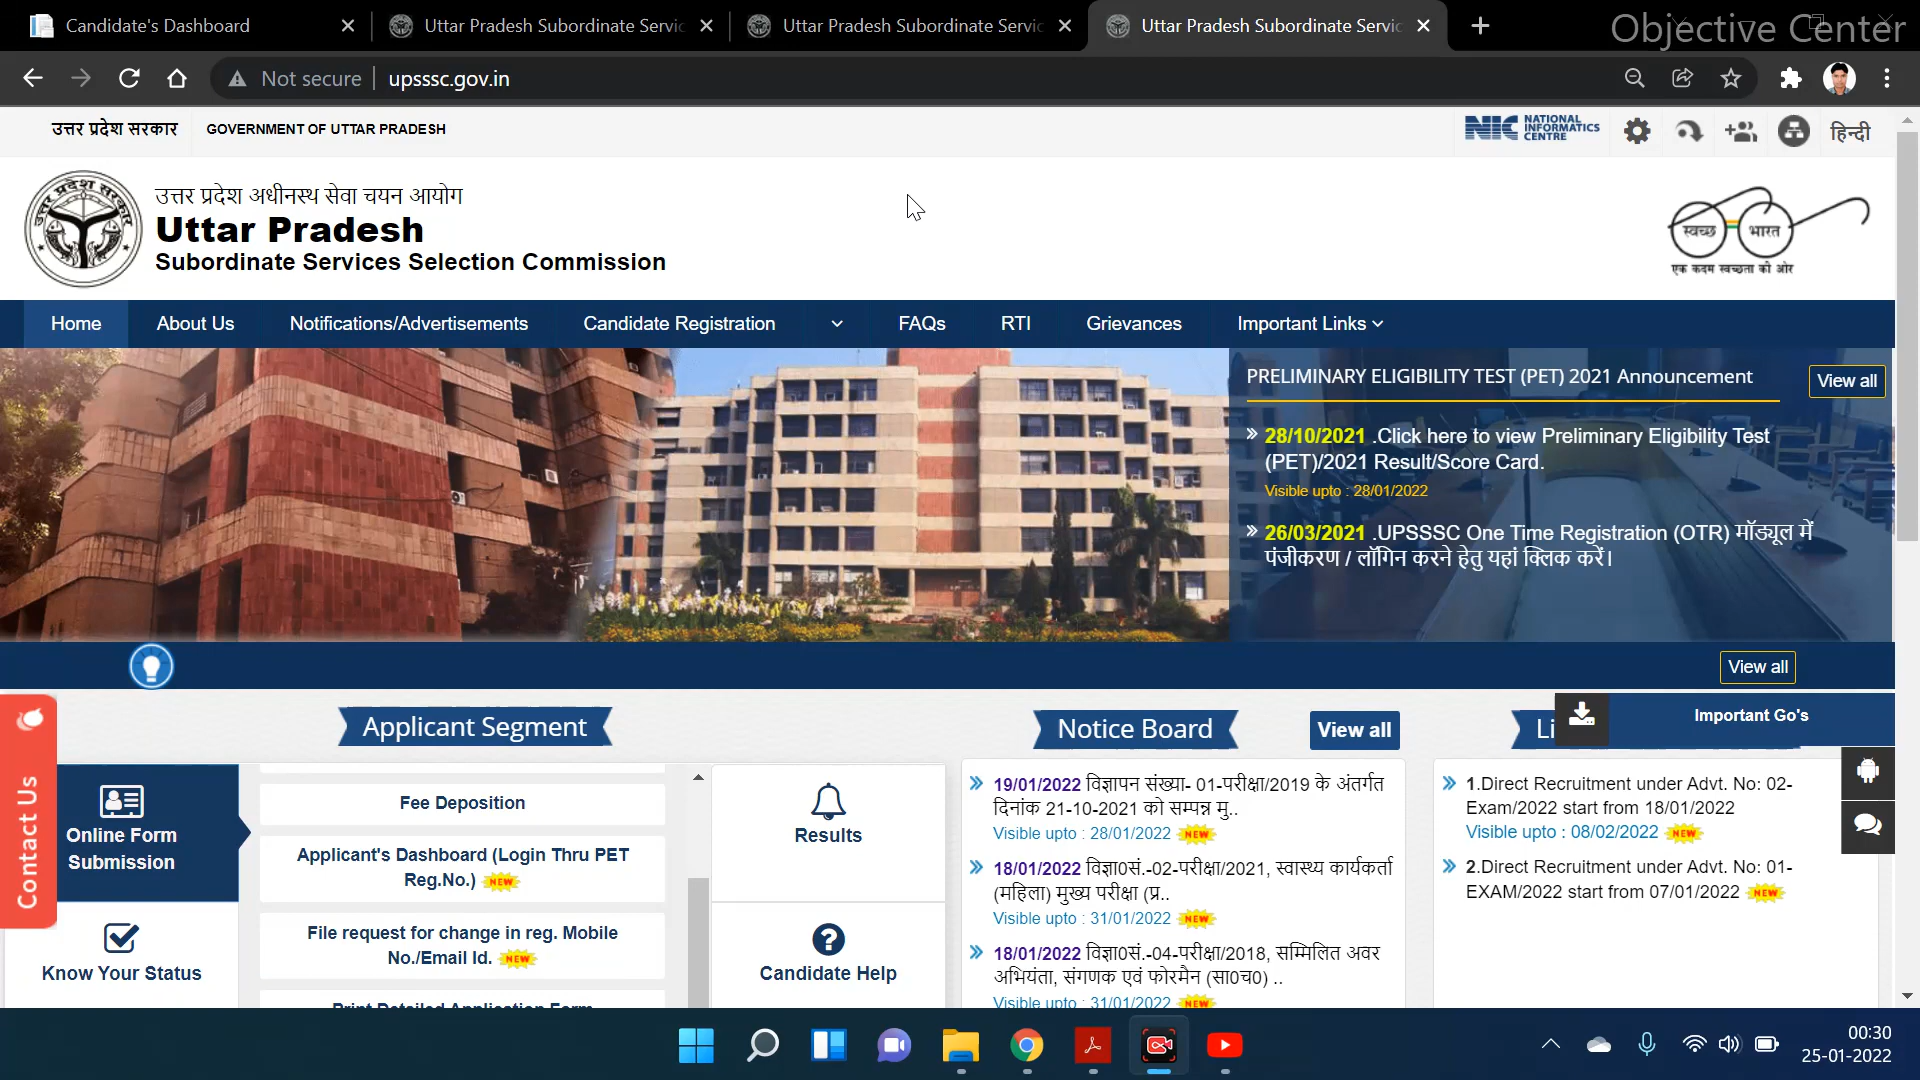 Candidate's Dashboard
Uttar Pradesh Subordinate Servic
Uttar Pradesh Subordinate Servic
Uttar Pradesh Subordinate Servic
Objective Center
Not secure
upsssc.gov.in
उत्तर प्रदेश सरकार
GOVERNMENT OF UTTAR PRADESH
NIC NATIONAL INFORMATICS CENTRE
हिन्दी
उत्तर प्रदेश अधीनस्थ सेवा चयन आयोग
Uttar Pradesh
Subordinate Services Selection Commission
स्वच्छ भारत
एक कदम स्वच्छता की ओर
Home
About Us
Notifications/Advertisements
Candidate Registration
FAQs
RTI
Grievances
Important Links
PRELIMINARY ELIGIBILITY TEST (PET) 2021 Announcement
View all
28/10/2021 .Click here to view Preliminary Eligibility Test
(PET)/2021 Result/Score Card.
Visible upto : 28/01/2022
26/03/2021 .UPSSSC One Time Registration (OTR) मॉड्यूल में
पंजीकरण / लॉगिन करने हेतु यहां क्लिक करें।
View all
Contact Us
Applicant Segment
Online Form
Submission
Know Your Status
Fee Deposition
Applicant's Dashboard (Login Thru PET
Reg.No.) NEW
File request for change in reg. Mobile
No./Email Id. NEW
Print Detailed Application Form
Results
Candidate Help
Notice Board
View all
19/01/2022 विज्ञापन संख्या- 01-परीक्षा/2019 के अंतर्गत
दिनांक 21-10-2021 को सम्पन्न मु..
Visible upto : 28/01/2022 NEW
18/01/2022 विज्ञा0सं.-02-परीक्षा/2021, स्वास्थ्य कार्यकर्ता
(महिला) मुख्य परीक्षा (प्र..
Visible upto : 31/01/2022 NEW
18/01/2022 विज्ञा0सं.-04-परीक्षा/2018, सम्मिलित अवर
अभियंता, संगणक एवं फोरमैन (सा0च0) ..
Visible upto : 31/01/2022 NEW
Li
Important Go's
1.Direct Recruitment under Advt. No: 02-
Exam/2022 start from 18/01/2022
Visible upto : 08/02/2022 NEW
2.Direct Recruitment under Advt. No: 01-
EXAM/2022 start from 07/01/2022 NEW
00:30
25-01-2022